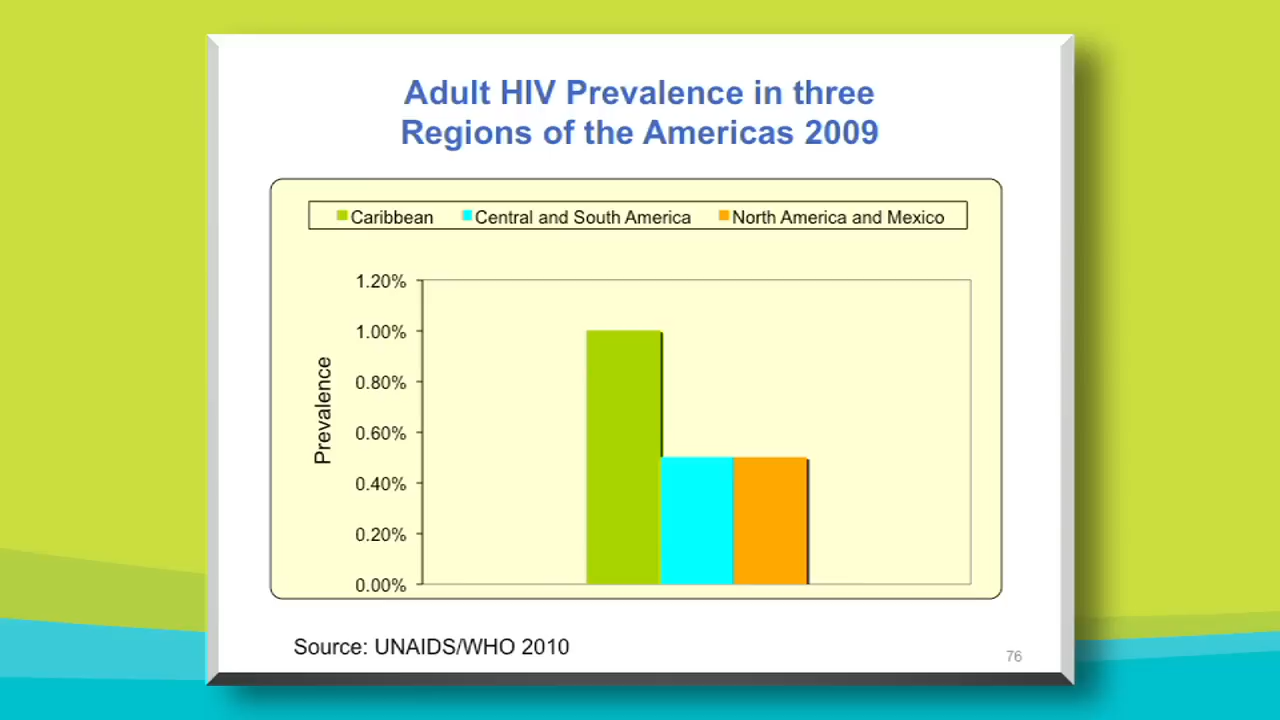 Adult HIV Prevalence in three
Regions of the Americas 2009
Caribbean Central and South America North America and Mexico
1.20%
1.00%
0.80%
0.60%
0.40%
0.20%
0.00%
Prevalence
Source: UNAIDS/WHO 2010
76